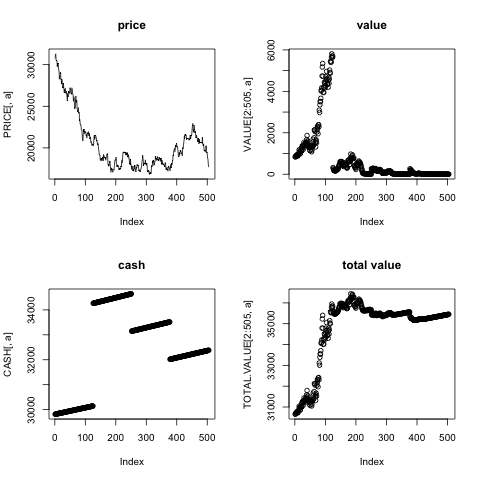 price
PRICE[, a]
30000
25000
20000
0 100 200 300 400 500
Index
value
VALUE[2:505, a]
6000
4000
2000
0
0 100 200 300 400 500
Index
cash
CASH[, a]
34000
32000
30000
0 100 200 300 400 500
Index
total value
TOTAL.VALUE[2:505, a]
35000
33000
31000
0 100 200 300 400 500
Index